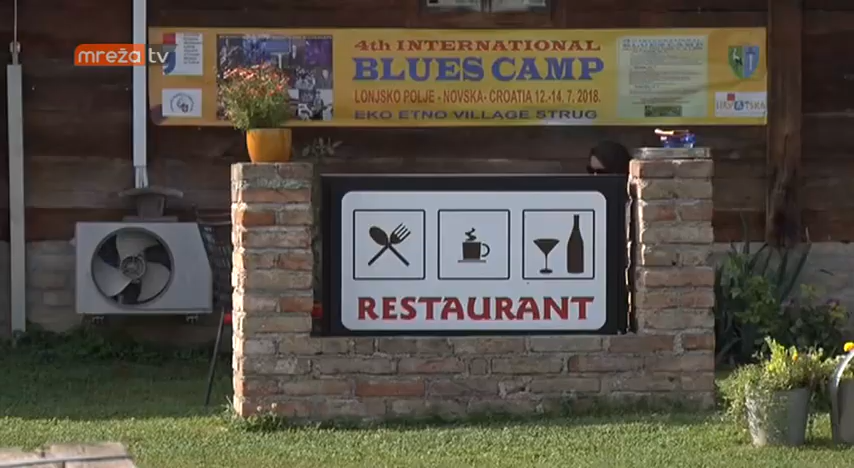 mreža tv
4th INTERNATIONAL
BLUES CAMP
LONJSKO POLJE - NOVSKA- CROATIA 12.-14. 7. 2018.
EKO ETNO VILLAGE STRUG
RESTAURANT